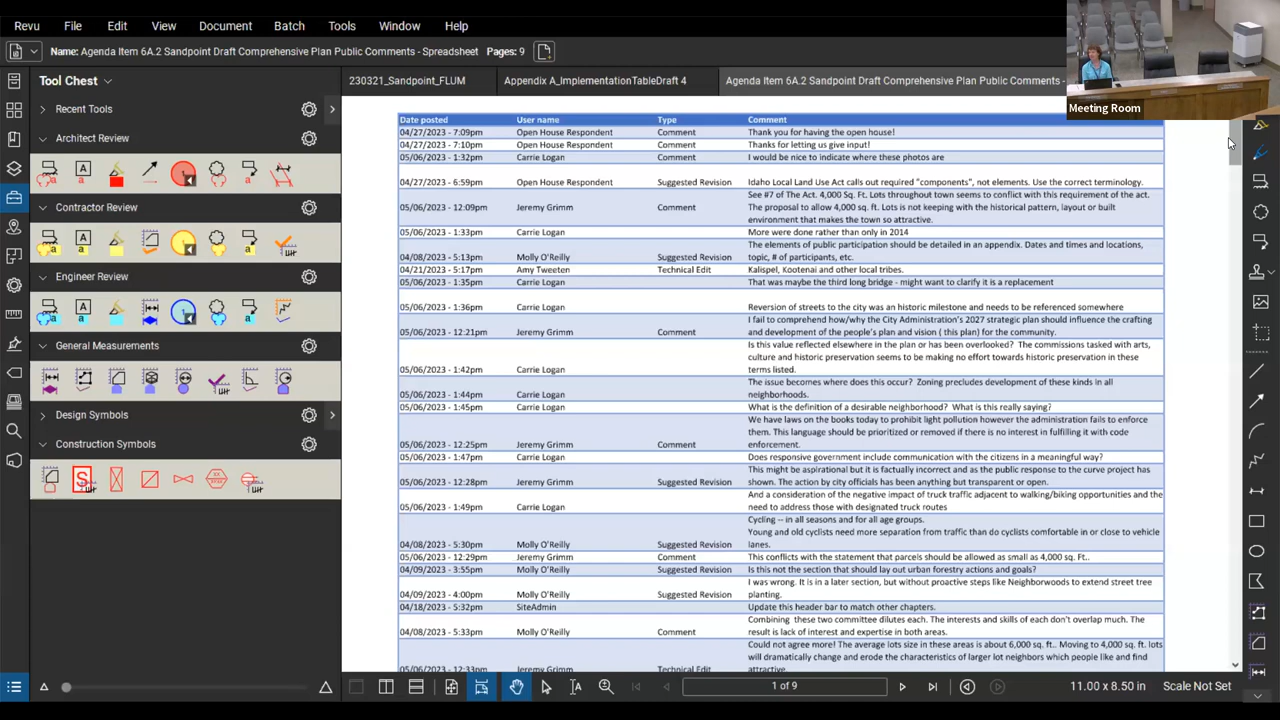 Revu File Edit View Document Batch Tools Window Help
Name: Agenda Item 6A.2 Sandpoint Draft Comprehensive Plan Public Comments - Spreadsheet Pages: 9
Meeting Room
Tool Chest
Recent Tools
Architect Review
Contractor Review
Engineer Review
General Measurements
Design Symbols
Construction Symbols
230321_Sandpoint_FLUM Appendix A_ImplementationTableDraft 4 Agenda Item 6A.2 Sandpoint Draft Comprehensive Plan Public Comments -
Date posted User name Type Comment
04/27/2023 - 7:09pm Open House Respondent Comment Thank you for having the open house!
04/27/2023 - 7:10pm Open House Respondent Comment Thanks for letting us give input!
05/06/2023 - 1:32pm Carrie Logan Comment I would be nice to indicate where these photos are
04/27/2023 - 6:59pm Open House Respondent Suggested Revision Idaho Local Land Use Act calls out required "components", not elements. Use the correct terminology.
See #7 of The Act. 4,000 Sq. Ft. Lots throughout town seems to conflict with this requirement of the act.
05/06/2023 - 12:09pm Jeremy Grimm Comment The proposal to allow 4,000 sq. ft. Lots is not keeping with the historical pattern, layout or built
environment that makes the town so attractive.
05/06/2023 - 1:33pm Carrie Logan More were done rather than only in 2014
The elements of public participation should be detailed in an appendix. Dates and times and locations,
04/08/2023 - 5:13pm Molly O'Reilly Suggested Revision topic, # of participants, etc.
04/21/2023 - 5:17pm Amy Tweeten Technical Edit Kalispel, Kootenai and other local tribes.
05/06/2023 - 1:35pm Carrie Logan That was maybe the third long bridge - might want to clarify it is a replacement
05/06/2023 - 1:36pm Carrie Logan Reversion of streets to the city was an historic milestone and needs to be referenced somewhere
I fail to comprehend how/why the City Administration's 2027 strategic plan should influence the crafting
05/06/2023 - 12:21pm Jeremy Grimm Comment and development of the people's plan and vision ( this plan) for the community.
Is this value reflected elsewhere in the plan or has been overlooked? The commissions tasked with arts,
culture and historic preservation seems to be making no effort towards historic preservation in these
05/06/2023 - 1:42pm Carrie Logan terms listed.
The issue becomes where does this occur? Zoning precludes development of these kinds in all
05/06/2023 - 1:44pm Carrie Logan neighborhoods.
05/06/2023 - 1:45pm Carrie Logan What is the definition of a desirable neighborhood? What is this really saying?
We have laws on the books today to prohibit light pollution however the administration fails to enforce
them. This language should be prioritized or removed if there is no interest in fulfilling it with code
05/06/2023 - 12:25pm Jeremy Grimm Comment enforcement.
05/06/2023 - 1:47pm Carrie Logan Does responsive government include communication with the citizens in a meaningful way?
This might be aspirational but it is factually incorrect and as the public response to the curve project has
05/06/2023 - 12:28pm Jeremy Grimm Suggested Revision shown. The action by city officials has been anything but transparent or open.
And a consideration of the negative impact of truck traffic adjacent to walking/biking opportunities and the
05/06/2023 - 1:49pm Carrie Logan need to address those with designated truck routes
Cycling -- in all seasons and for all age groups.
Young and old cyclists need more separation from traffic than do cyclists comfortable in or close to vehicle
04/08/2023 - 5:30pm Molly O'Reilly Suggested Revision lanes.
05/06/2023 - 12:29pm Jeremy Grimm Comment This conflicts with the statement that parcels should be allowed as small as 4,000 sq. Ft..
04/09/2023 - 3:55pm Molly O'Reilly Suggested Revision Is this not the section that should lay out urban forestry actions and goals?
I was wrong. It is in a later section, but without proactive steps like Neighborwoods to extend street tree
04/09/2023 - 4:00pm Molly O'Reilly Suggested Revision planting.
04/18/2023 - 5:32pm SiteAdmin Update this header bar to match other chapters.
Combining these two committee dilutes each. The interests and skills of each don't overlap much. The
04/08/2023 - 5:33pm Molly O'Reilly Comment result is lack of interest and expertise in both areas.
Could not agree more! The average lots size in these areas is about 6,000 sq. ft.. Moving to 4,000 sq. ft. lots
will dramatically change and erode the characteristics of larger lot neighbors which people like and find
05/06/2023 - 12:33pm Jeremy Grimm Technical Edit attractive.
1 of 9 11.00 x 8.50 in Scale Not Set